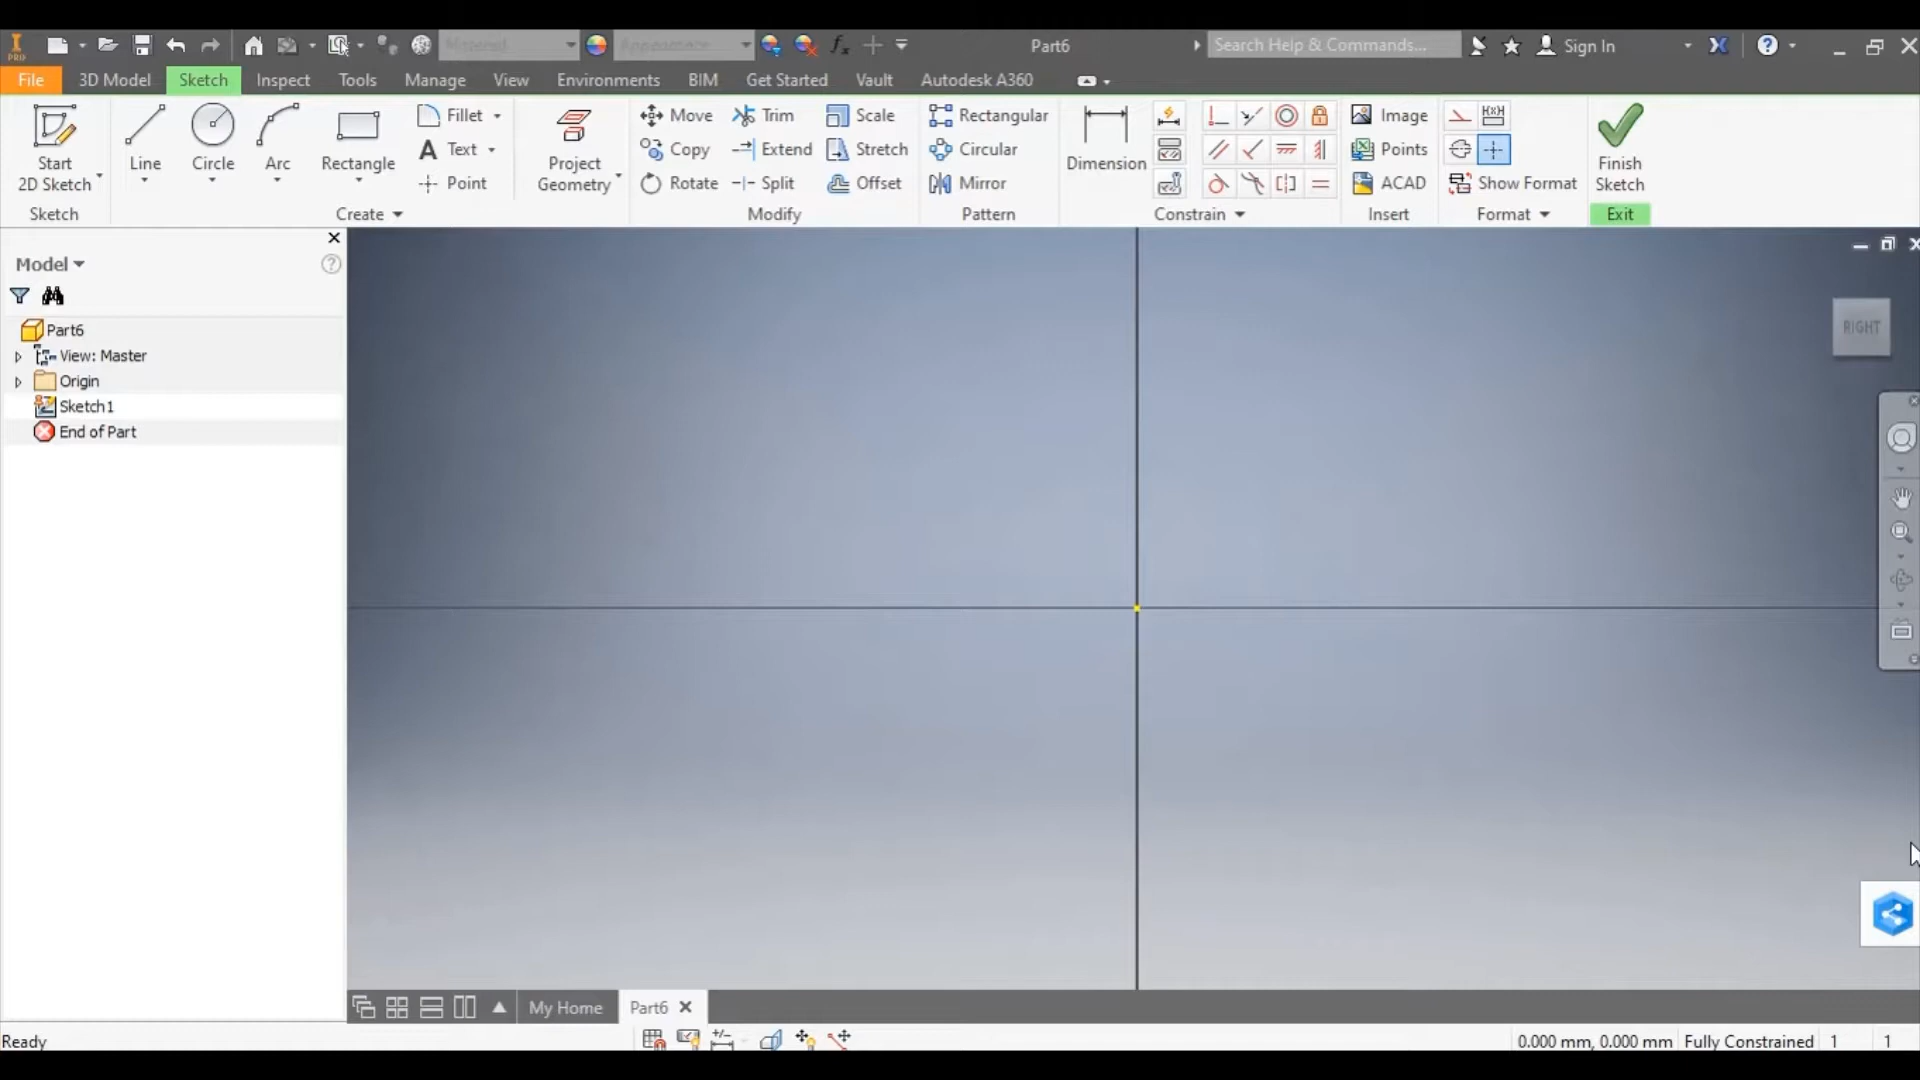 PRO
Material
Appearance
Part6
Search Help & Commands...
Sign In
File
3D Model
Sketch
Inspect
Tools
Manage
View
Environments
BIM
Get Started
Vault
Autodesk A360
Start
2D Sketch
Line
Circle
Arc
Rectangle
Fillet
Text
Point
Project
Geometry
Move
Copy
Rotate
Trim
Extend
Split
Scale
Stretch
Offset
Rectangular
Circular
Mirror
Dimension
Image
Points
ACAD
Show Format
Finish
Sketch
Sketch
Create
Modify
Pattern
Constrain
Insert
Format
Exit
Model
Part6
View: Master
Origin
Sketch1
End of Part
RIGHT
My Home
Part6
Ready
0.000 mm, 0.000 mm
Fully Constrained
1
1